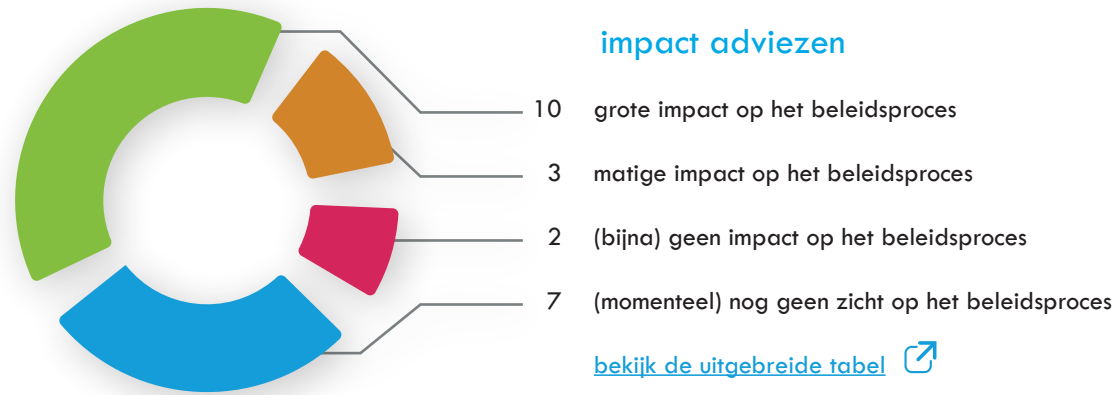 impact adviezen
10 grote impact op het beleidsproces
3 matige impact op het beleidsproces
2 (bijna) geen impact op het beleidsproces
7 (momenteel) nog geen zicht op het beleidsproces
bekijk de uitgebreide tabel